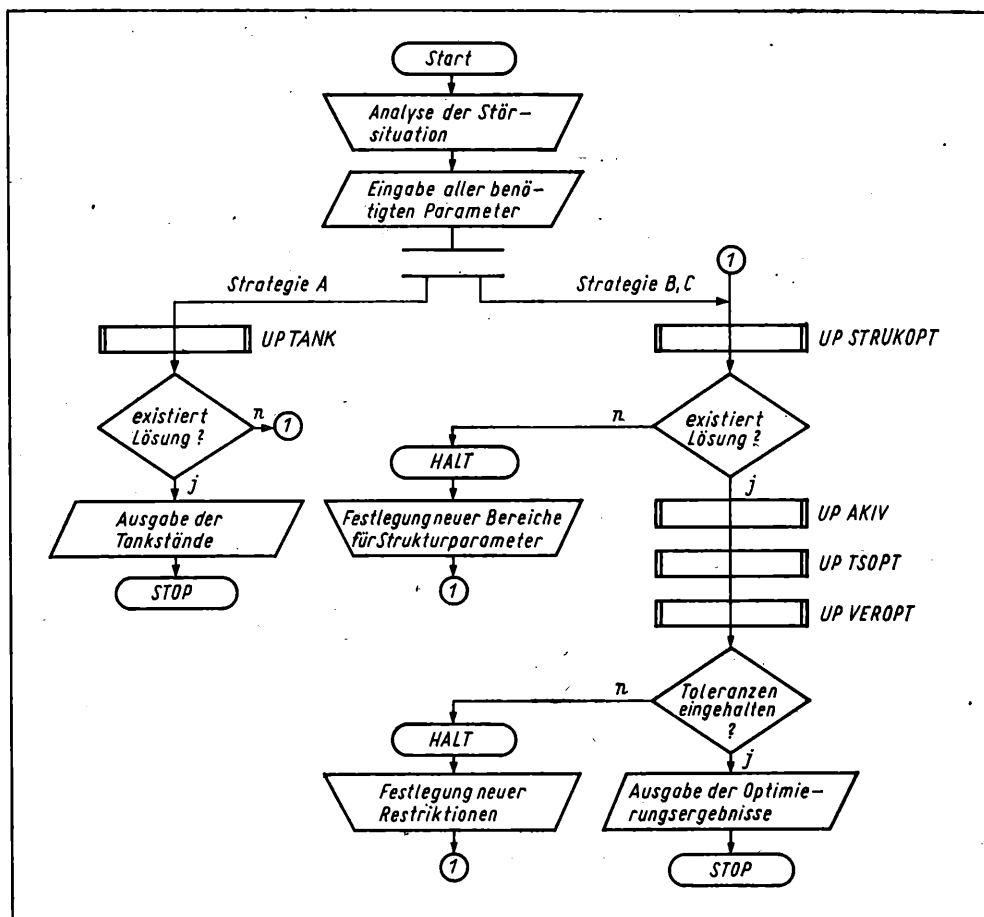 Start
Analyse der Stör-
situation
Eingabe aller benö-
tigten Parameter
Strategie A
Strategie B, C
1
UP TANK
UP STRUKOPT
existiert
Lösung ?
n
1
j
existiert
Lösung ?
n
j
HALT
Ausgabe der
Tankstände
Festlegung neuer Bereiche
für Strukturparameter
UP AKIV
UP TSOPT
STOP
1
UP VEROPT
Toleranzen
eingehalten
?
n
j
HALT
Festlegung neuer
Restriktionen
Ausgabe der Optimie-
rungsergebnisse
1
STOP